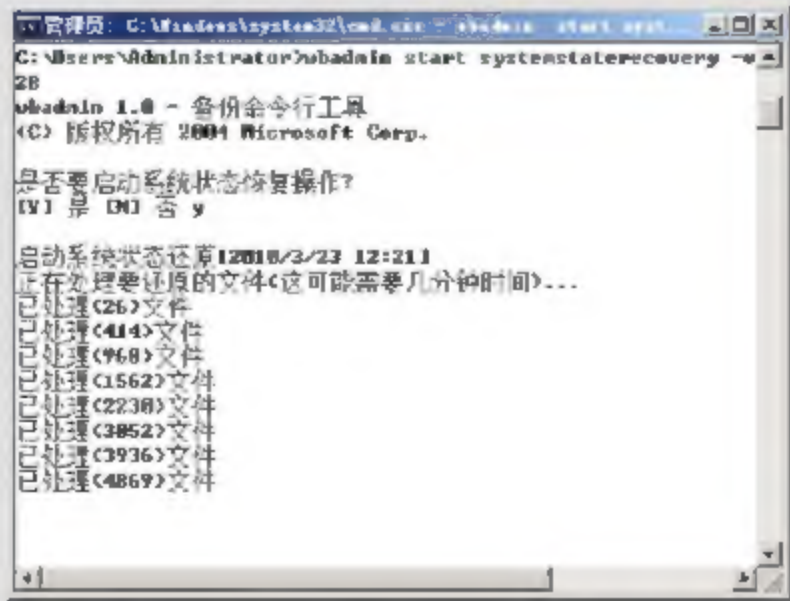 管理员: C:\Windows\system32\cmd.exe - wbadmin start syst...
C:\Users\Administrator>wbadmin start systemstaterecovery -v
28
wbadmin 1.0 - 备份命令行工具
(C) 版权所有 2004 Microsoft Corp.
是否要启动系统状态恢复操作?
[Y] 是 [N] 否 y
启动系统状态还原[2010/3/23 12:21]
正在处理要还原的文件(这可能需要几分钟时间)...
已处理(26)文件
已处理(414)文件
已处理(968)文件
已处理(1562)文件
已处理(2230)文件
已处理(3052)文件
已处理(3936)文件
已处理(4869)文件